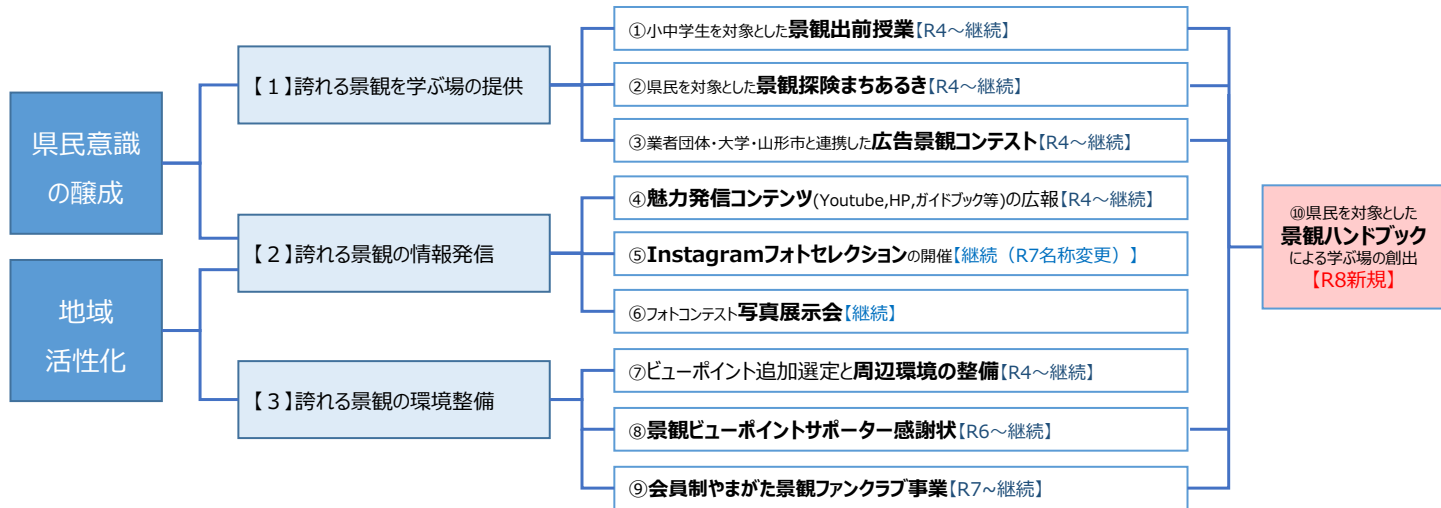 県民意識
の醸成
地域
活性化
【１】誇れる景観を学ぶ場の提供
【２】誇れる景観の情報発信
【３】誇れる景観の環境整備
①小中学生を対象とした景観出前授業【R4～継続】
②県民を対象とした景観探険まちあるき【R4～継続】
③業者団体・大学・山形市と連携した広告景観コンテスト【R4～継続】
④魅力発信コンテンツ(Youtube,HP,ガイドブック等)の広報【R4～継続】
⑤Instagramフォトセレクションの開催【継続（R7名称変更）】
⑥フォトコンテスト写真展示会【継続】
⑦ビューポイント追加選定と周辺環境の整備【R4～継続】
⑧景観ビューポイントサポーター感謝状【R6～継続】
⑨会員制やまがた景観ファンクラブ事業【R7~継続】
⑩県民を対象とした
景観ハンドブック
による学ぶ場の創出
【R8新規】